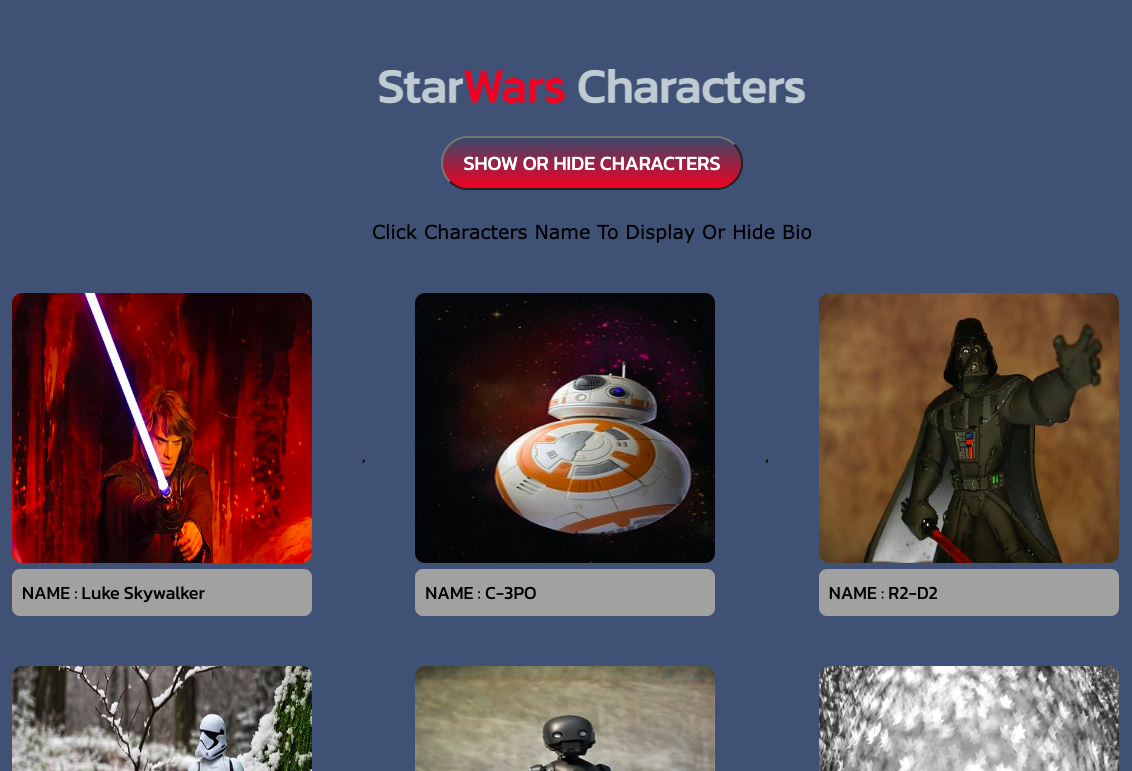 StarWars Characters
SHOW OR HIDE CHARACTERS
Click Characters Name To Display Or Hide Bio
, ,
NAME : Luke Skywalker
NAME : C-3PO
NAME : R2-D2